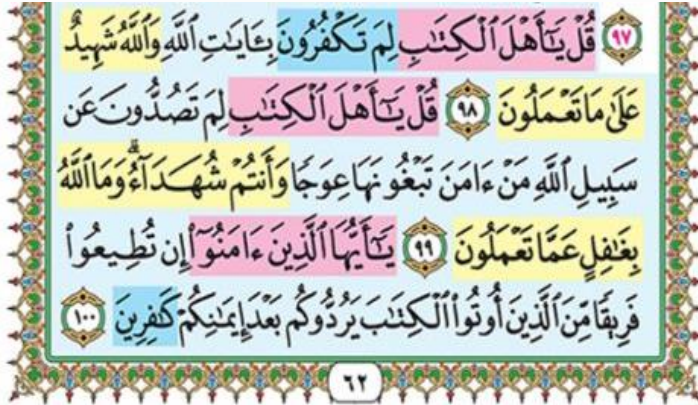 ٩٧ قُلْ يَـٰٓأَهْلَ ٱلْكِتَـٰبِ لِمَ تَكْفُرُونَ بِـَٔايَـٰتِ ٱللَّهِ وَٱللَّهُ شَهِيدٌ
عَلَىٰ مَا تَعْمَلُونَ ٩٨ قُلْ يَـٰٓأَهْلَ ٱلْكِتَـٰبِ لِمَ تَصُدُّونَ عَن
سَبِيلِ ٱللَّهِ مَنْ ءَامَنَ تَبْغُونَهَا عِوَجًا وَأَنتُمْ شُهَدَآءُ ۗ وَمَا ٱللَّهُ
بِغَـٰفِلٍ عَمَّا تَعْمَلُونَ ٩٩ يَـٰٓأَيُّهَا ٱلَّذِينَ ءَامَنُوٓا۟ إِن تُطِيعُوا۟
فَرِيقًا مِّنَ ٱلَّذِينَ أُوتُوا۟ ٱلْكِتَـٰبَ يَرُدُّوكُم بَعْدَ إِيمَـٰنِكُمْ كَـٰفِرِينَ ١٠٠
٦٢